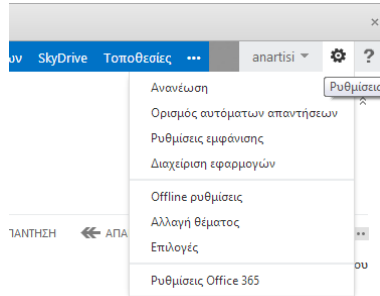 ων SkyDrive Τοποθεσίες ••• anartisi ?
Ρυθμίσεις
Ανανέωση
Ορισμός αυτόματων απαντήσεων
Ρυθμίσεις εμφάνισης
Διαχείριση εφαρμογών
Offline ρυθμίσεις
Αλλαγή θέματος
ΠΑΝΤΗΣΗ ΑΠΑ
Επιλογές
ου
Ρυθμίσεις Office 365